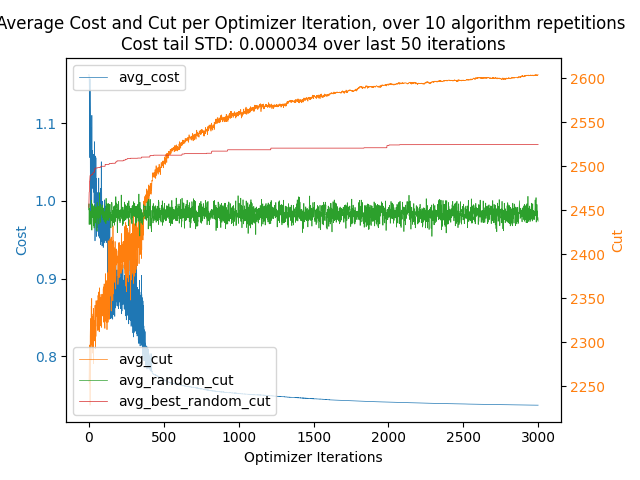 Average Cost and Cut per Optimizer Iteration, over 10 algorithm repetitions
Cost tail STD: 0.000034 over last 50 iterations
avg_cost
1.1
1.0
0.9
0.8
Cost
2600
2550
2500
2450
2400
2350
2300
2250
Cut
avg_cut
avg_random_cut
avg_best_random_cut
0 500 1000 1500 2000 2500 3000
Optimizer Iterations